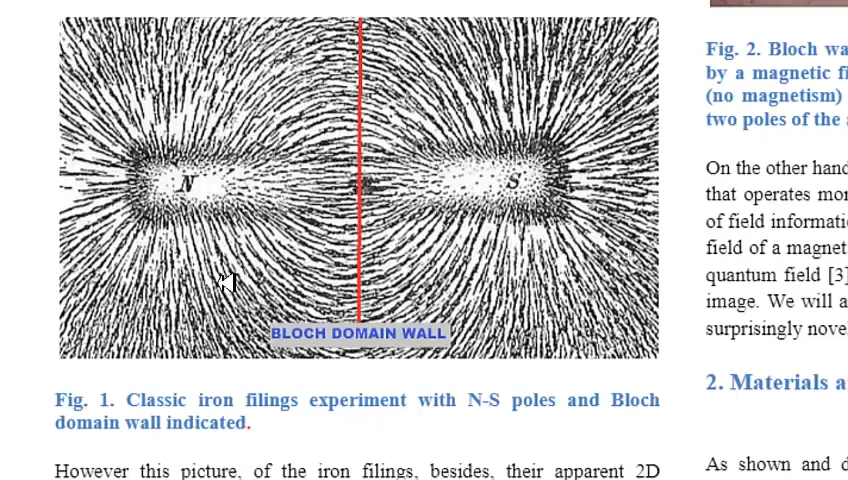 N
S
BLOCH DOMAIN WALL
Fig. 1. Classic iron filings experiment with N-S poles and Bloch
domain wall indicated.
However this picture, of the iron filings, besides, their apparent 2D
Fig. 2. Bloch wa
by a magnetic fi
(no magnetism)
two poles of the a
On the other hand
that operates mor
of field informatio
field of a magnet
quantum field [3]
image. We will a
surprisingly novel
2. Materials a
As shown and d